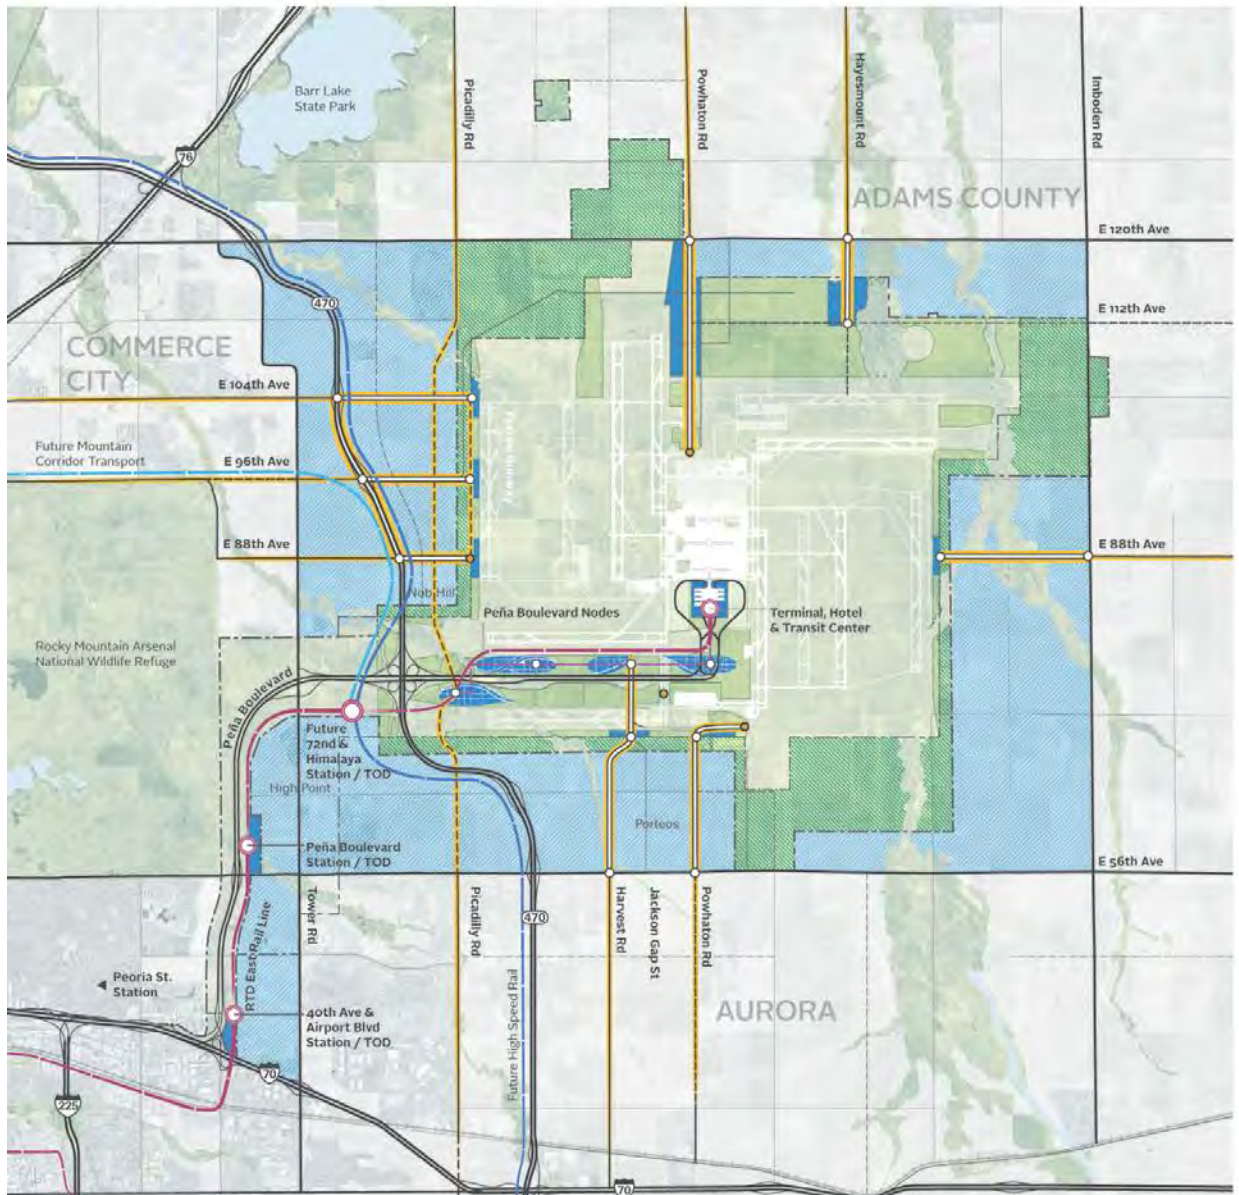 Barr Lake
State Park
Picadilly Rd
Powhaton Rd
Hayesmount Rd
Imboden Rd
76
ADAMS COUNTY
E 120th Ave
470
E 112th Ave
COMMERCE
CITY
E 104th Ave
Future Mountain
Corridor Transport
E 96th Ave
E 88th Ave
E 88th Ave
Nob Hill
Peña Boulevard Nodes
Terminal, Hotel
& Transit Center
Rocky Mountain Arsenal
National Wildlife Refuge
Peña Boulevard
Future
72nd &
Himalaya
Station / TOD
High Point
Porteos
Peña Boulevard
Station / TOD
E 56th Ave
Tower Rd
Picadilly Rd
470
Harvest Rd
Jackson Gap St
Powhaton Rd
RTD East Rail Line
Peoria St.
Station
40th Ave &
Airport Blvd
Station / TOD
Future High Speed Rail
AURORA
70
225
70